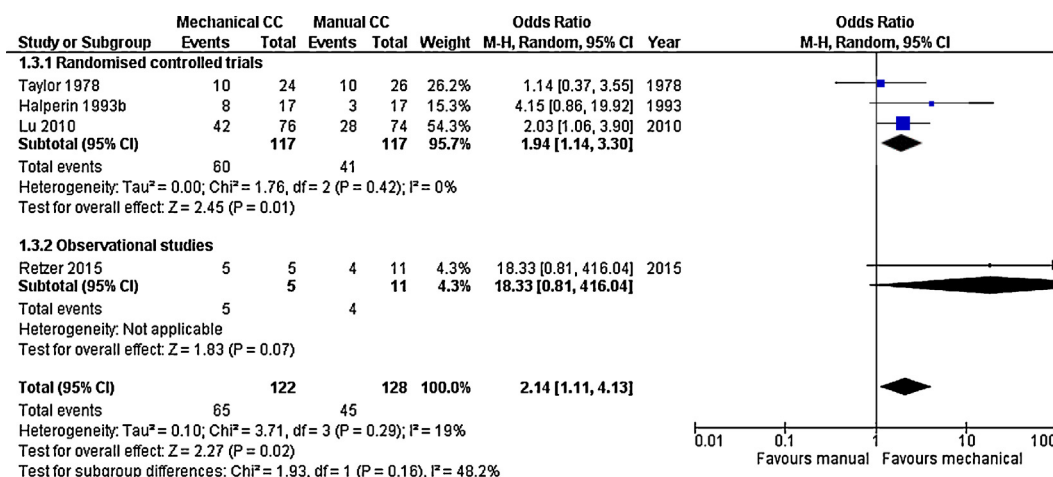 Mechanical CC Manual CC Odds Ratio Odds Ratio
Study or Subgroup Events Total Events Total Weight M-H, Random, 95% CI Year M-H, Random, 95% CI
1.3.1 Randomised controlled trials
Taylor 1978 10 24 10 26 26.2% 1.14 [0.37, 3.55] 1978
Halperin 1993b 8 17 3 17 15.3% 4.15 [0.86, 19.92] 1993
Lu 2010 42 76 28 74 54.3% 2.03 [1.06, 3.90] 2010
Subtotal (95% CI) 117 117 95.7% 1.94 [1.14, 3.30]
Total events 60 41
Heterogeneity: Tau² = 0.00; Chi² = 1.76, df = 2 (P = 0.42); I² = 0%
Test for overall effect: Z = 2.45 (P = 0.01)
1.3.2 Observational studies
Retzer 2015 5 5 4 11 4.3% 18.33 [0.81, 416.04] 2015
Subtotal (95% CI) 5 11 4.3% 18.33 [0.81, 416.04]
Total events 5 4
Heterogeneity: Not applicable
Test for overall effect: Z = 1.83 (P = 0.07)
Total (95% CI) 122 128 100.0% 2.14 [1.11, 4.13]
Total events 65 45
Heterogeneity: Tau² = 0.10; Chi² = 3.71, df = 3 (P = 0.29); I² = 19%
Test for overall effect: Z = 2.27 (P = 0.02)
Test for subgroup differences: Chi² = 1.93, df = 1 (P = 0.16), I² = 48.2%
0.01 0.1 1 10 100
Favours manual Favours mechanical